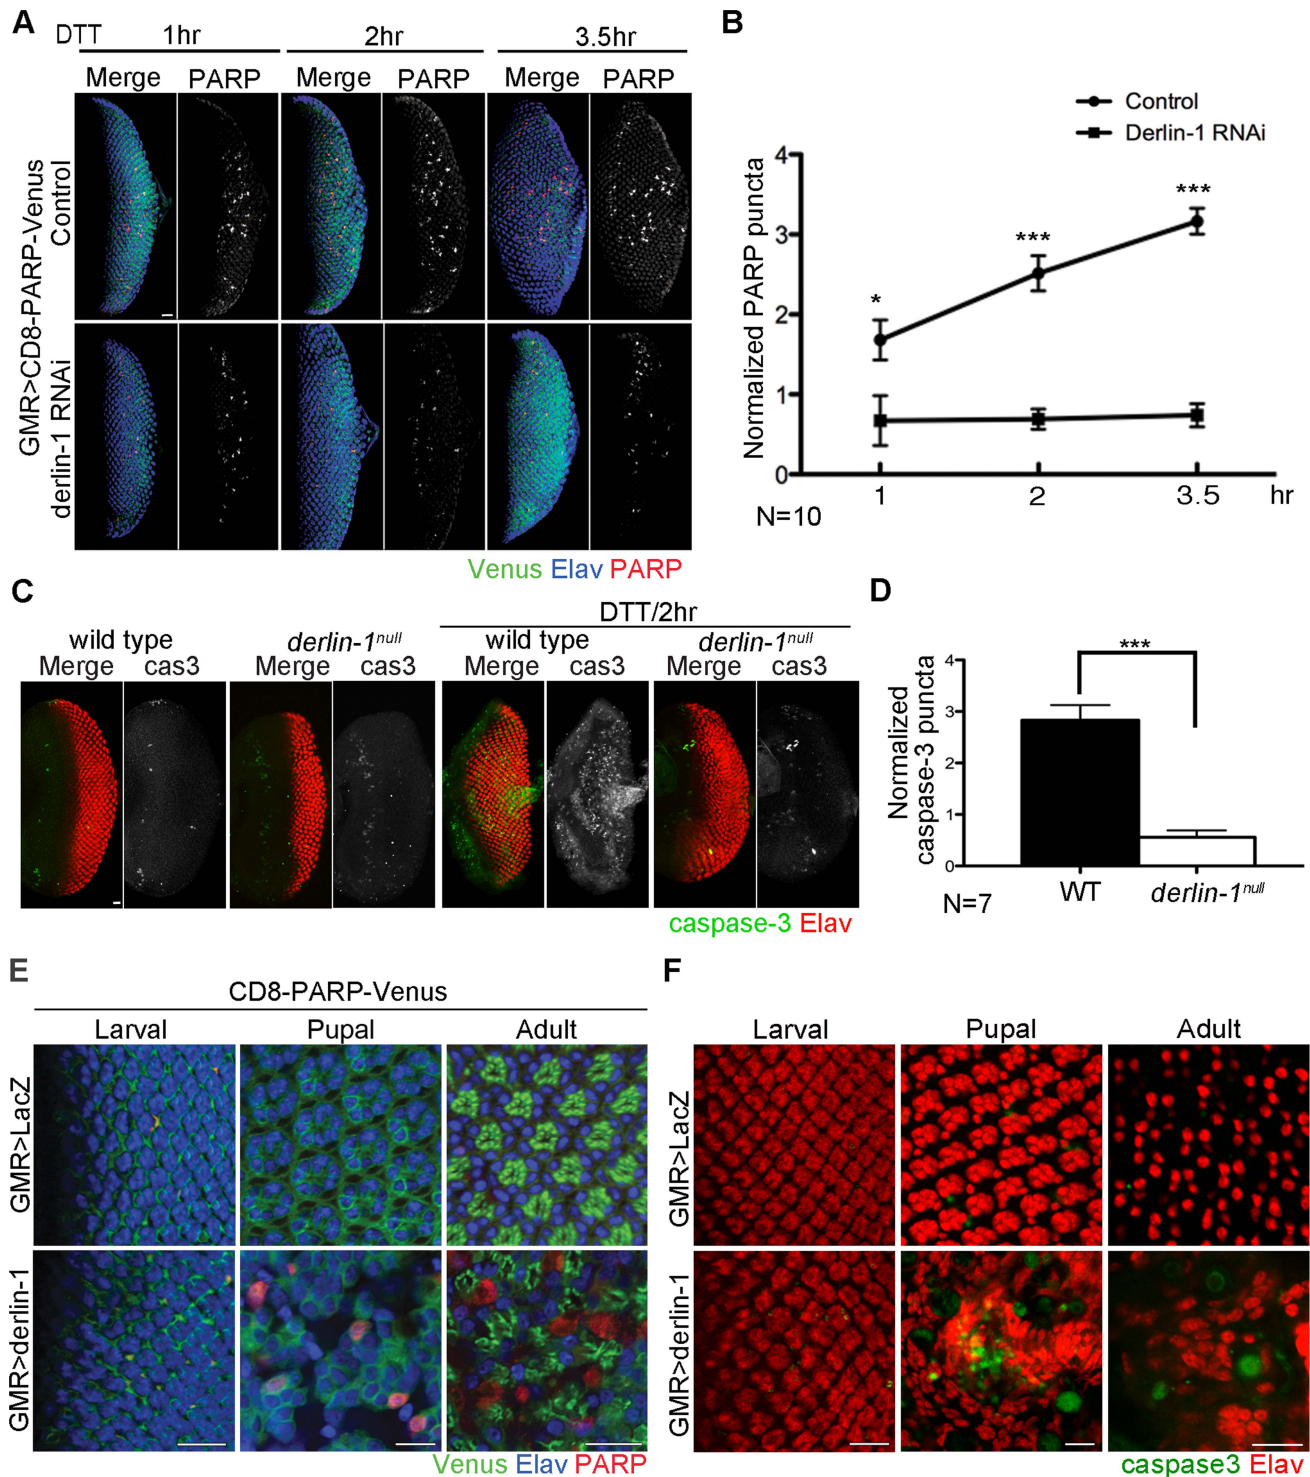 A
DTT 1hr 2hr 3.5hr
Merge PARP Merge PARP Merge PARP
GMR>CD8-PARP-Venus
Control
derlin-1 RNAi
Venus Elav PARP
B
Control
Derlin-1 RNAi
Normalized PARP puncta
4
3
2
1
0
*
***
***
1 2 3.5 hr
N=10
C
DTT/2hr
wild type derlin-1null wild type derlin-1null
Merge cas3 Merge cas3 Merge cas3 Merge cas3
caspase-3 Elav
D
Normalized
caspase-3 puncta
4
3
2
1
0
***
WT derlin-1null
N=7
E
CD8-PARP-Venus
Larval Pupal Adult
GMR>LacZ
GMR>derlin-1
Venus Elav PARP
F
Larval Pupal Adult
GMR>LacZ
GMR>derlin-1
caspase3 Elav